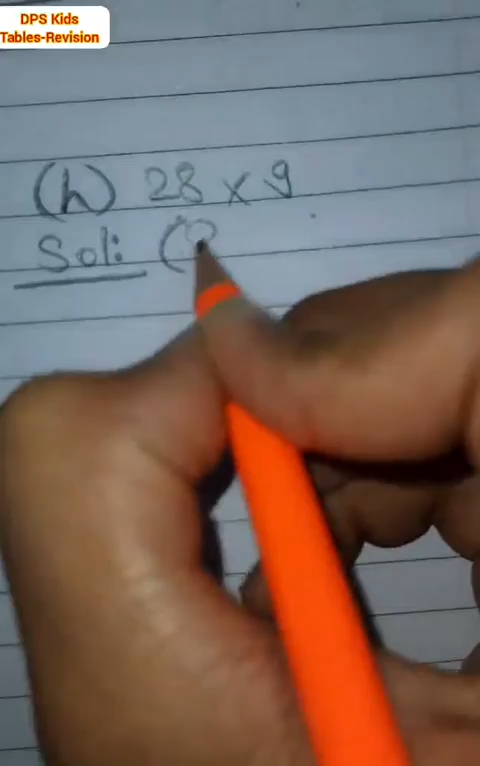 DPS Kids
Tables-Revision
(h) 28 x 9
Sol: (